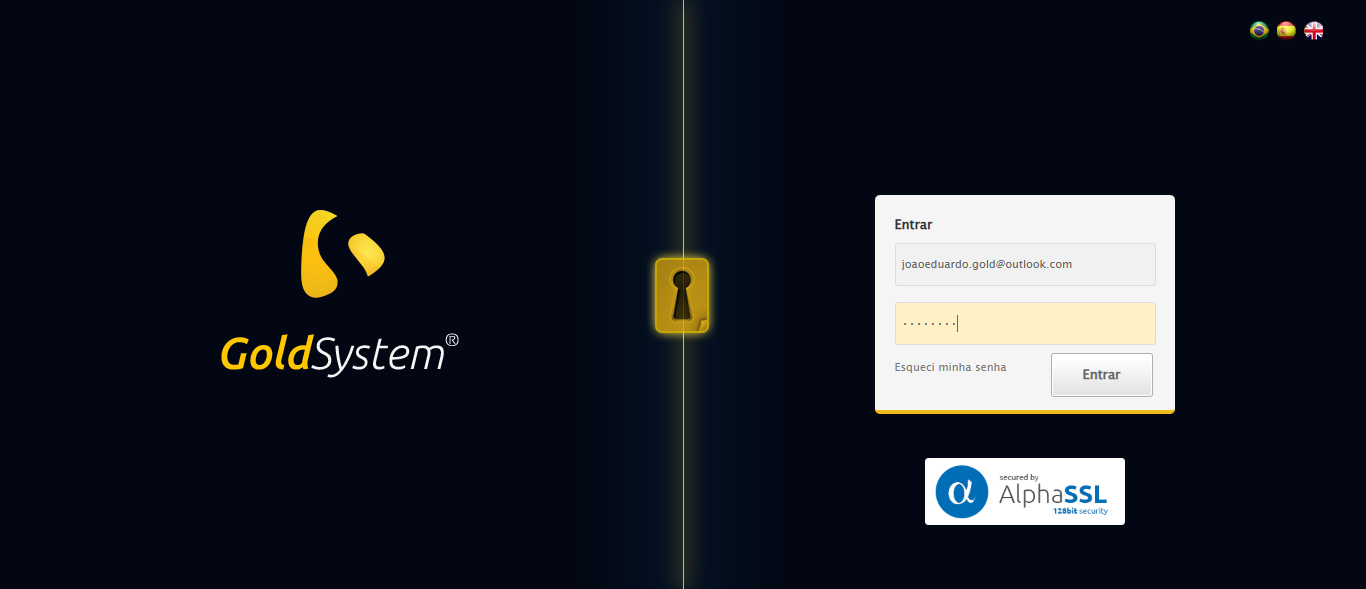 GoldSystem®
Entrar
joaoeduardo.gold@outlook.com
........
Esqueci minha senha
Entrar
α
secured by
AlphaSSL
128bit security